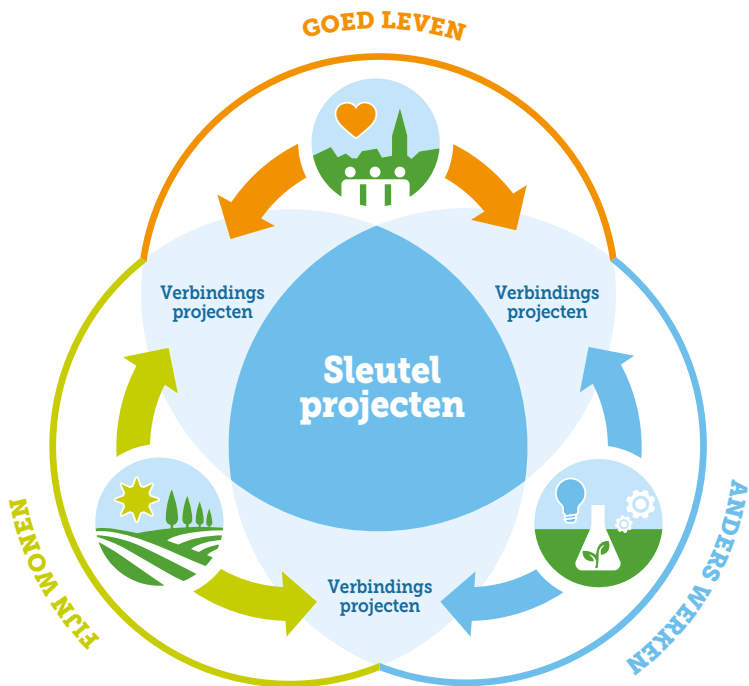 GOED LEVEN
Verbindings
projecten
Verbindings
projecten
Sleutel
projecten
FIJN WONEN
ANDERS WERKEN
Verbindings
projecten